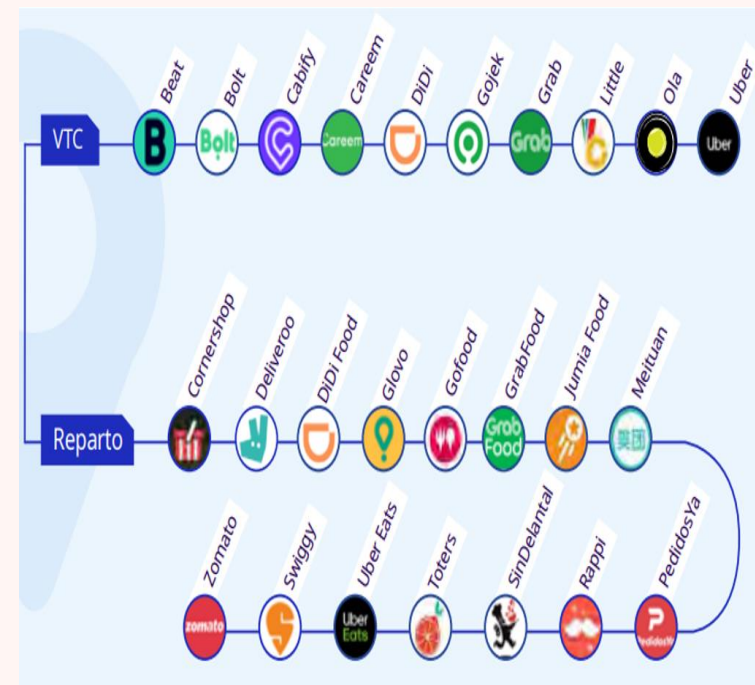 VTC
Beat
Bolt
Cabify
Careem
DiDi
Gojek
Grab
Little
Ola
Uber
B
Bolt
Careem
Grab
Uber
Reparto
Cornershop
Deliveroo
DiDi Food
Glovo
Gofood
GrabFood
Jumia Food
Meituan
Grab
Food
美团
Zomato
Swiggy
Uber Eats
Toters
SinDelantal
Rappi
PedidosYa
zomato
Uber
Eats
PedidosYa